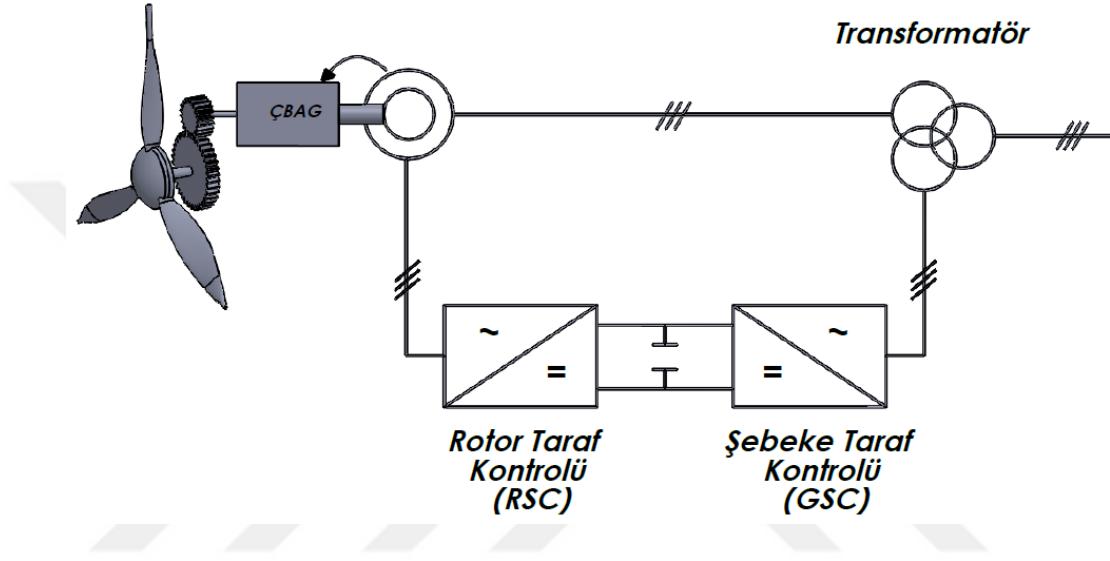 Transformatör
ÇBAG
~
=
~
=
Rotor Taraf
Kontrolü
(RSC)
Şebeke Taraf
Kontrolü
(GSC)